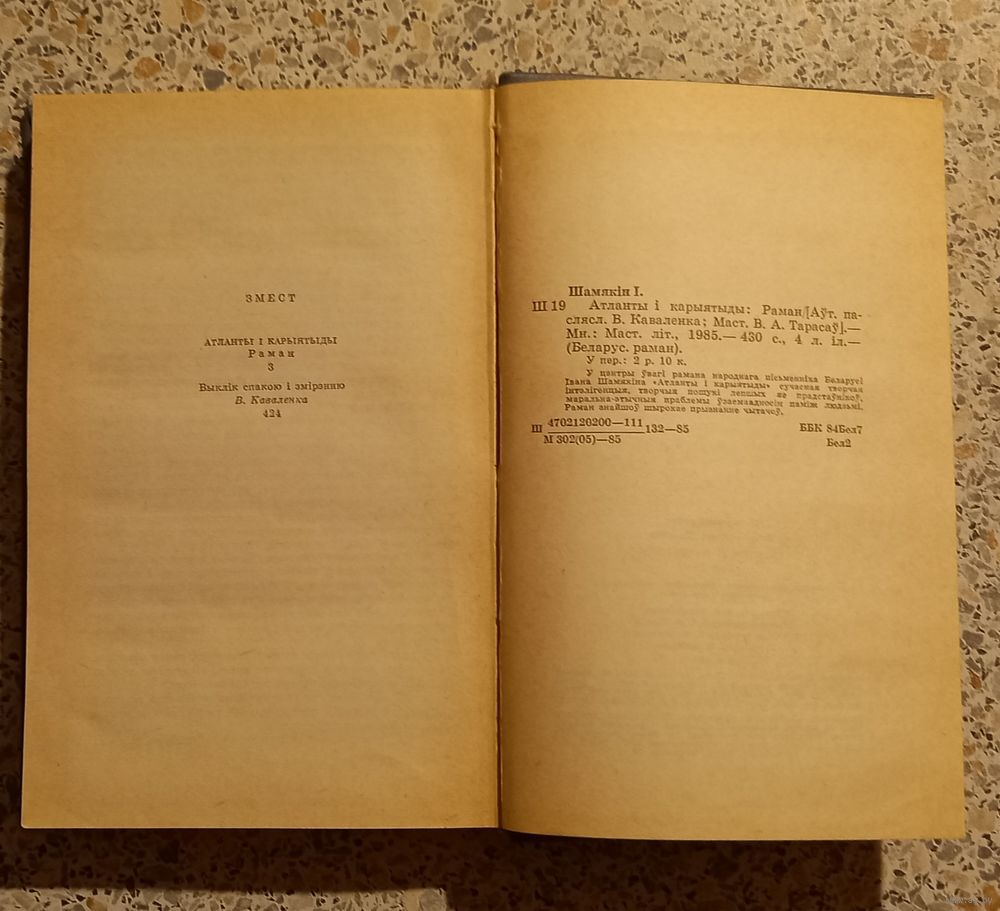 ЗМЕСТ
АТЛАНТЫ І КАРЫЯТЫДЫ
Раман
3
Выклік спакою і змірэнню
В. Каваленка
424
Шамякін І.
Ш 19 Атланты і карыятыды: Раман/[Аўт. па-
слясл. В. Каваленка; Маст. В. А. Тарасаў].—
Мн.: Маст. літ., 1985.— 430 с., 4 л. іл.—
(Беларус. раман).
У пер.: 2 р. 10 к.
У цэнтры ўвагі рамана народнага пісьменніка Беларусі
Івана Шамякіна «Атланты і карыятыды» сучасная творчая
інтэлігенцыя, творчыя пошукі лепшых яе прадстаўнікоў,
маральна-этычныя праблемы ўзаемаадносін паміж людзьмі.
Раман знайшоў шырокае прызнанне чытачоў.
Ш 4702120200—111 132—85 ББК 84Бел7
М 302(05)—85 Бел2